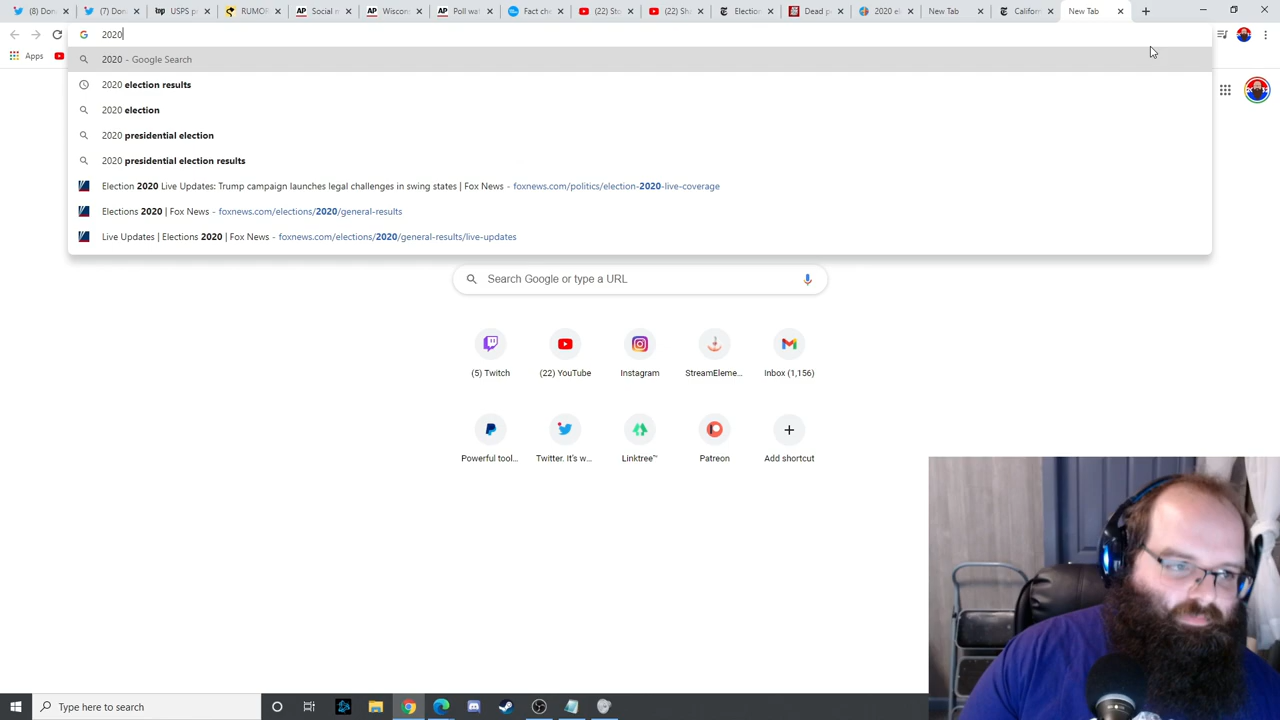 (8) Don
(7) Don
USPS p
RUMOR
AP Social m
AP Wiscon
AP Poll wat
Fact che
(22) Sto
(22) Sh
Election
Dead p
2020 el
New Tab
Californ
New Tab
2020
Apps
2020 - Google Search
2020 election results
2020 election
2020 presidential election
2020 presidential election results
Election 2020 Live Updates: Trump campaign launches legal challenges in swing states | Fox News - foxnews.com/politics/election-2020-live-coverage
Elections 2020 | Fox News - foxnews.com/elections/2020/general-results
Live Updates | Elections 2020 | Fox News - foxnews.com/elections/2020/general-results/live-updates
Search Google or type a URL
(5) Twitch
(22) YouTube
Instagram
StreamEleme...
Inbox (1,156)
Powerful tool...
Twitter. It's w...
Linktree™
Patreon
Add shortcut
Type here to search